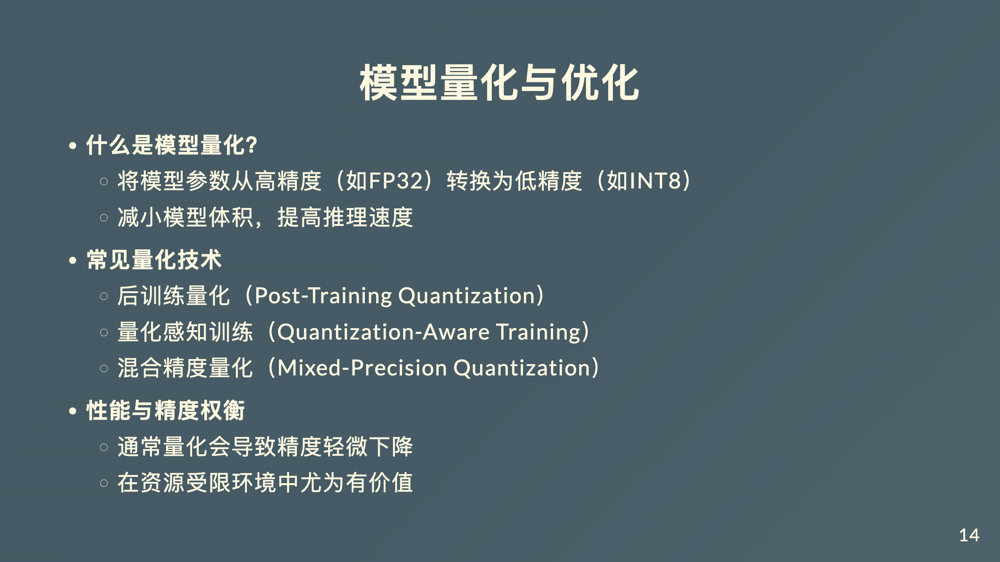 模型量化与优化
• 什么是模型量化?
○ 将模型参数从高精度（如FP32）转换为低精度（如INT8）
○ 减小模型体积，提高推理速度
• 常见量化技术
○ 后训练量化（Post-Training Quantization）
○ 量化感知训练（Quantization-Aware Training）
○ 混合精度量化（Mixed-Precision Quantization）
• 性能与精度权衡
○ 通常量化会导致精度轻微下降
○ 在资源受限环境中尤为有价值
14